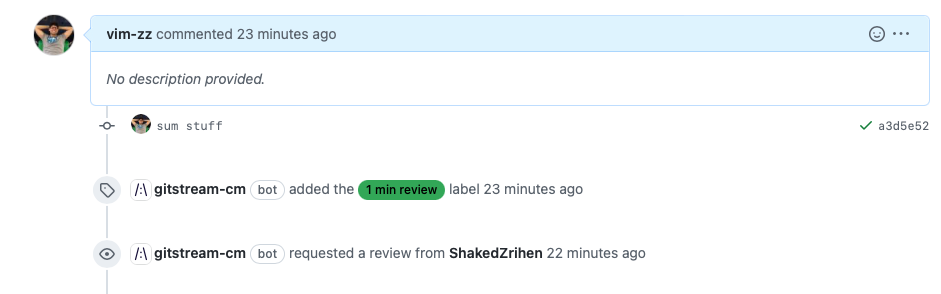 vim-zz commented 23 minutes ago
No description provided.
sum stuff a3d5e52
/:\ gitstream-cm bot added the 1 min review label 23 minutes ago
/:\ gitstream-cm bot requested a review from ShakedZrihen 22 minutes ago